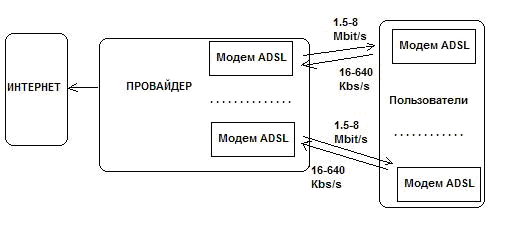 ИНТЕРНЕТ
ПРОВАЙДЕР
Модем ADSL
. . . . . . . . . . . . . .
Модем ADSL
1.5-8
Mbit/s
16-640
Kbs/s
1.5-8
Mbit/s
16-640
Kbs/s
Модем ADSL
Пользователи
. . . . . . . . . . . .
Модем ADSL